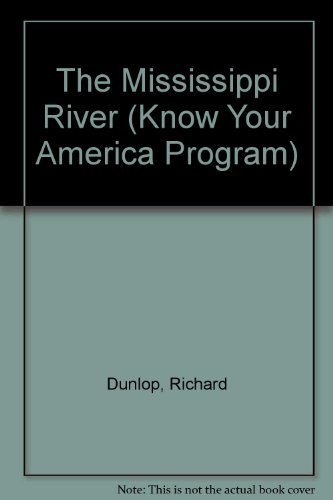 The Mississippi
River (Know Your
America Program)
Dunlop, Richard
Note: This is not the actual book cover